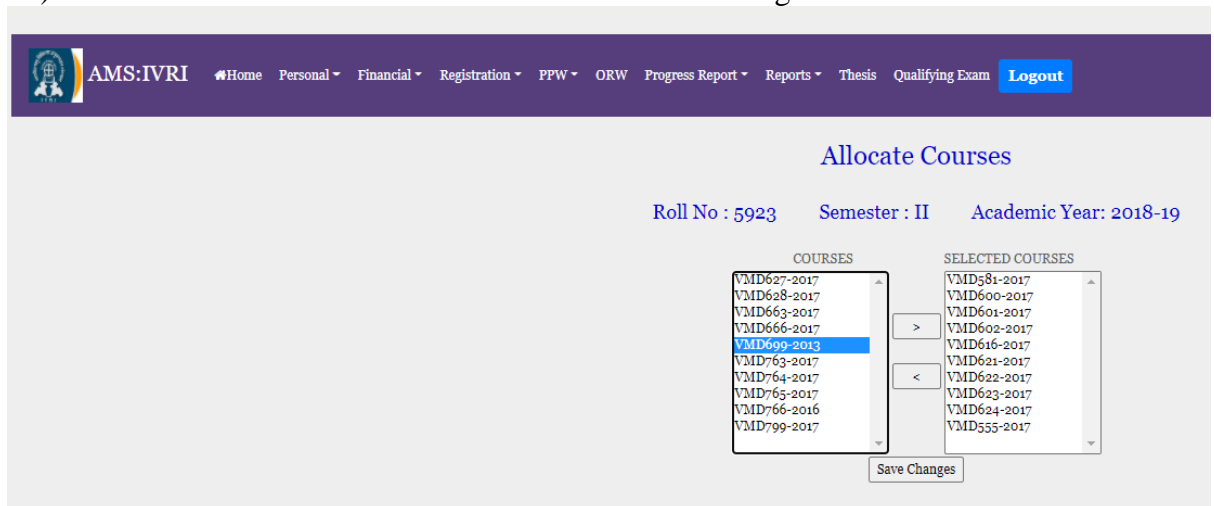 AMS:IVRI Home Personal Financial Registration PPW ORW Progress Report Reports Thesis Qualifying Exam Logout
Allocate Courses
Roll No : 5923 Semester : II Academic Year: 2018-19
COURSES SELECTED COURSES
VMD627-2017 VMD581-2017
VMD628-2017 VMD600-2017
VMD663-2017 VMD601-2017
VMD666-2017 > VMD602-2017
VMD699-2013 VMD616-2017
VMD763-2017 VMD621-2017
VMD764-2017 < VMD622-2017
VMD765-2017 VMD623-2017
VMD766-2016 VMD624-2017
VMD799-2017 VMD555-2017
Save Changes